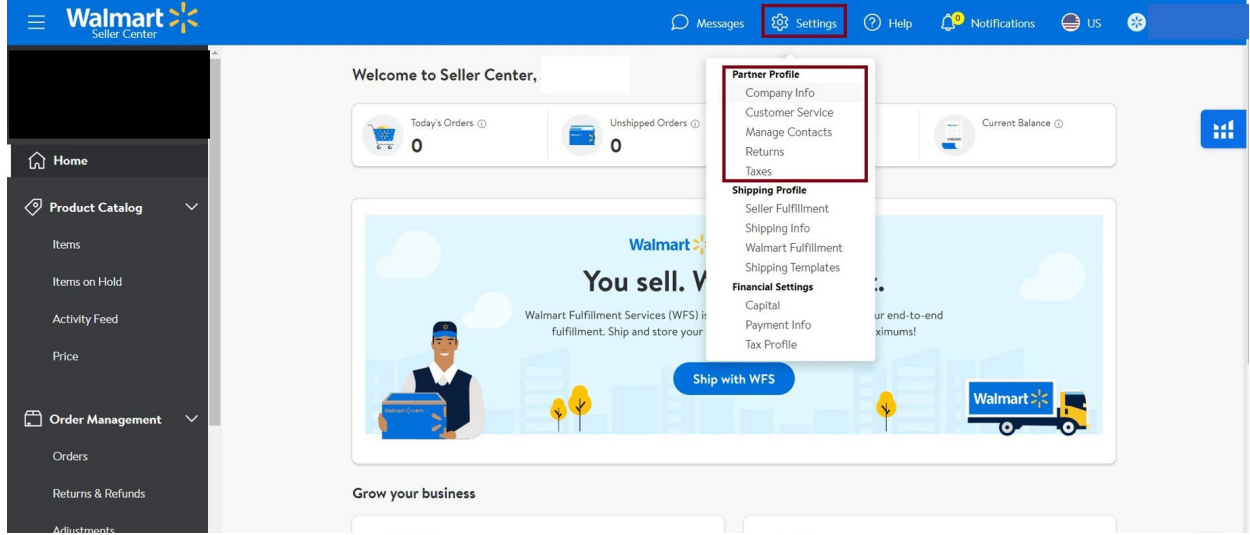 Walmart
Seller Center
Messages
Settings
Help
0
Notifications
US
Welcome to Seller Center,
Today's Orders
0
Unshipped Orders
0
Current Balance
Partner Profile
Company Info
Customer Service
Manage Contacts
Returns
Taxes
Shipping Profile
Seller Fulfillment
Shipping Info
Walmart Fulfillment
Shipping Templates
Financial Settings
Capital
Payment Info
Tax Profile
Home
Product Catalog
Items
Items on Hold
Activity Feed
Price
Order Management
Orders
Returns & Refunds
Adjustments
Walmart
You sell.
Walmart Fulfillment Services (WFS)
ur end-to-end
fulfillment. Ship and store your
ximums!
Ship with WFS
Walmart
Grow your business